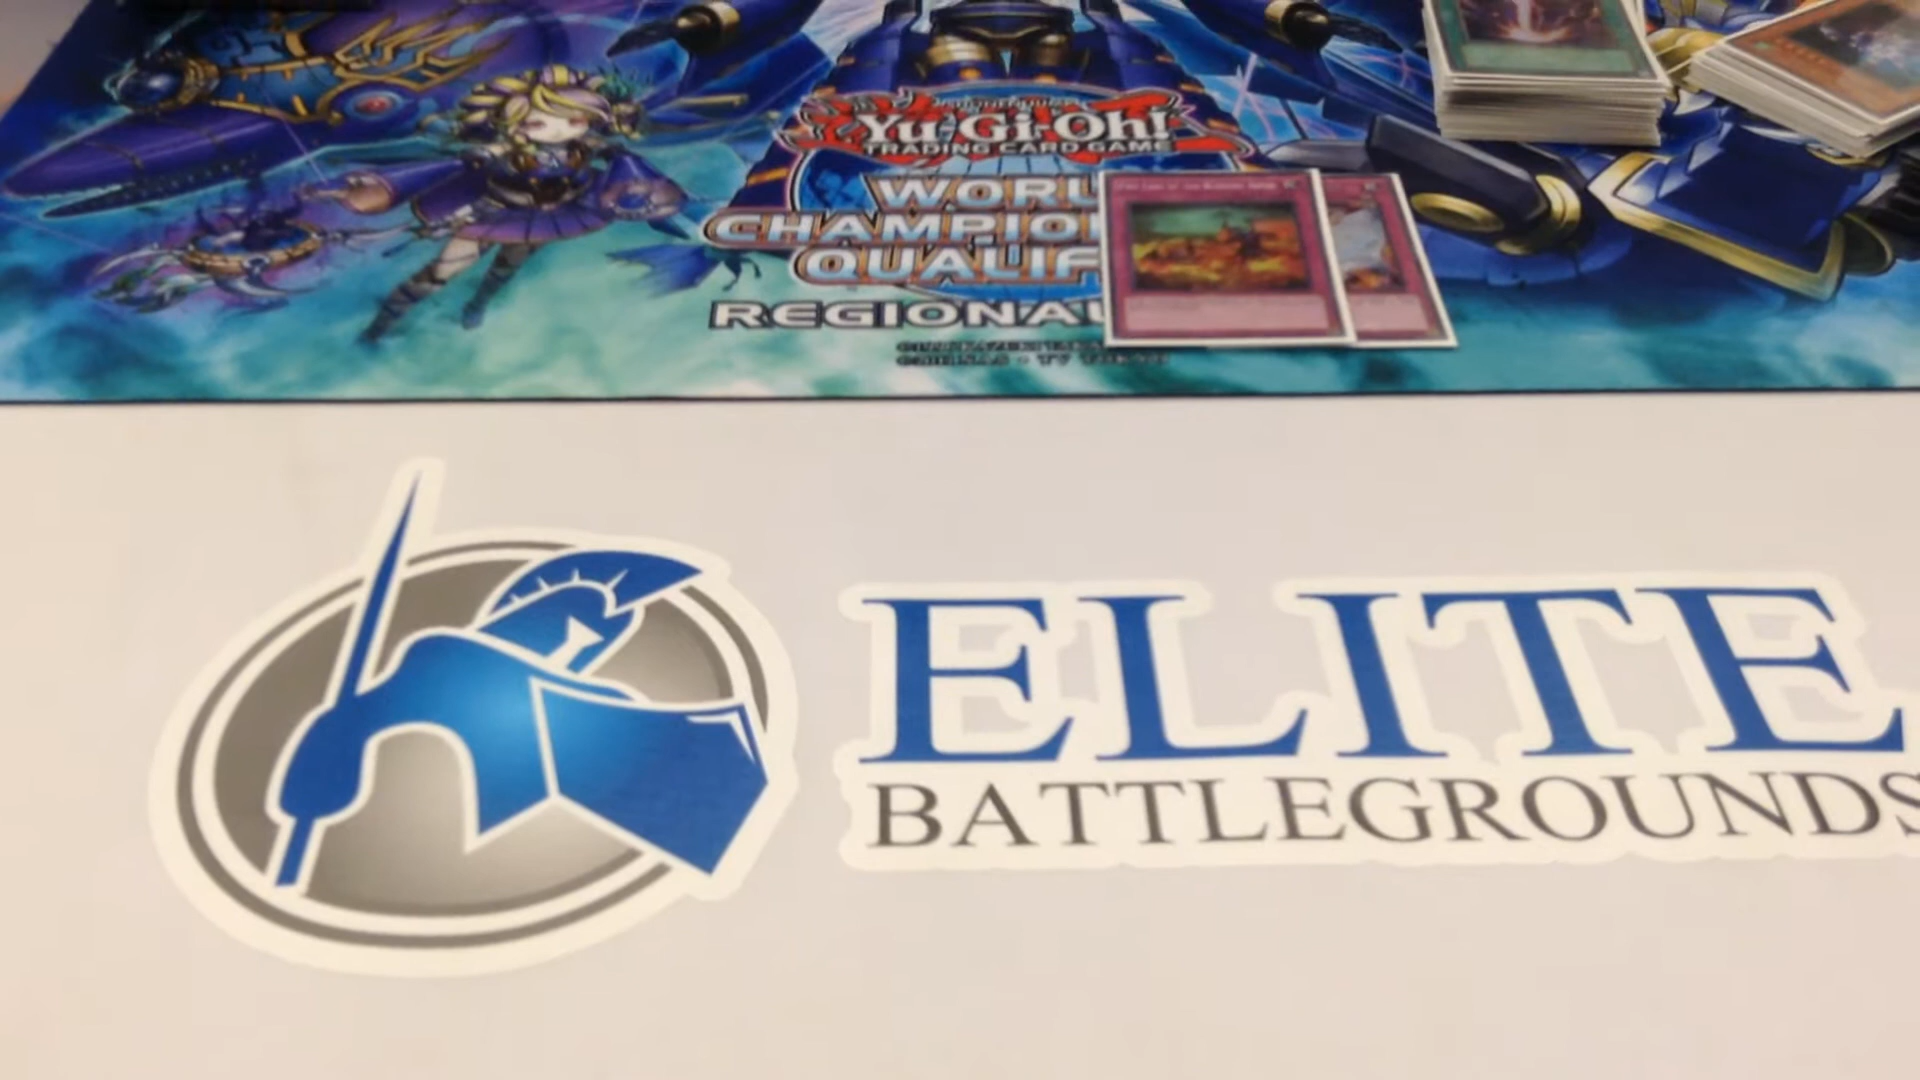 Yu-Gi-Oh!
TRADING CARD GAME
WORL
CHAMPIO
QUALIF
REGIONAL
ELITE
BATTLEGROUNDS